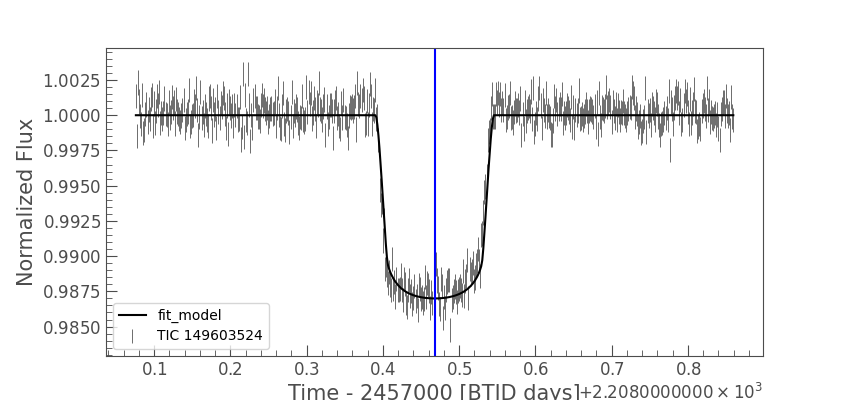 Normalized Flux
1.0025
1.0000
0.9975
0.9950
0.9925
0.9900
0.9875
0.9850
fit_model
TIC 149603524
0.1 0.2 0.3 0.4 0.5 0.6 0.7 0.8
Time - 2457000 [BTJD days]
+2.2080000000 × 10³